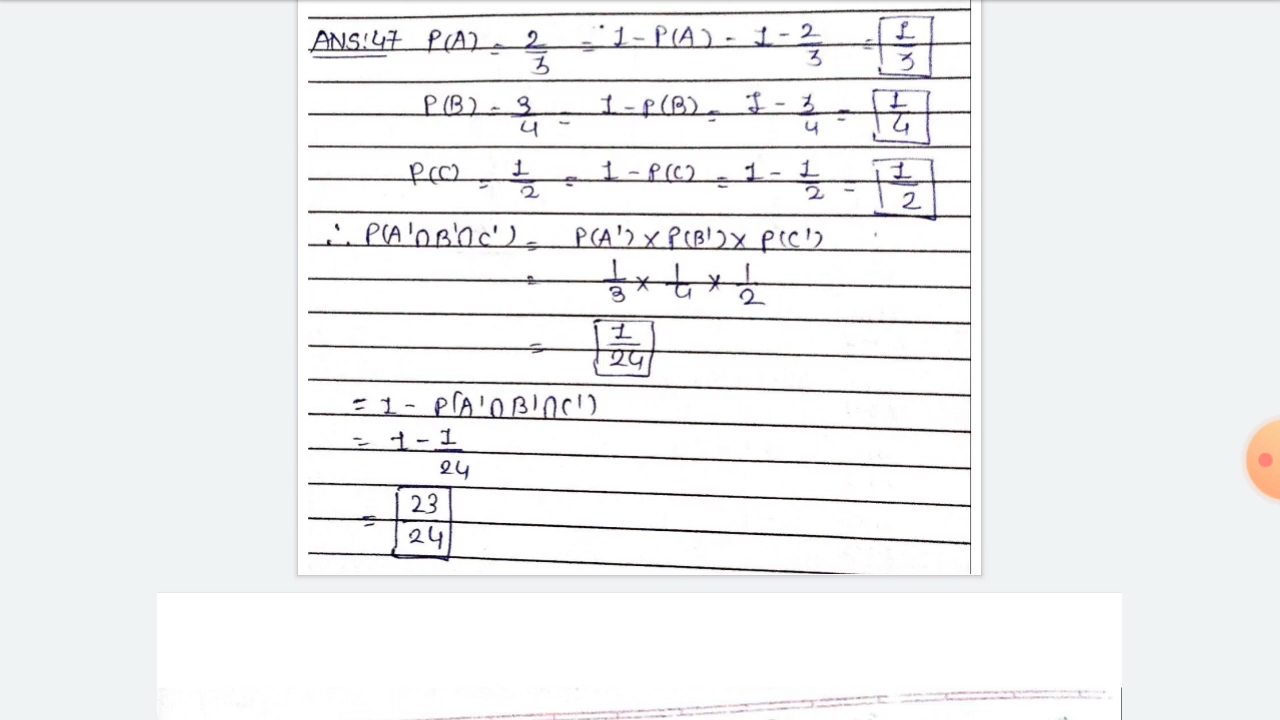 ANS:47 P(A) = 2/3 = 1-P(A) = 1 - 2/3 = 1/3
P(B) = 3/4 = 1-P(B) = 1 - 3/4 = 1/4
P(C) = 1/2 = 1-P(C) = 1 - 1/2 = 1/2
∴ P(A'∩B'∩C') = P(A') x P(B') x P(C')
= 1/3 x 1/4 x 1/2
= 1/24
= 1 - P(A'∩B'∩C')
= 1 - 1/24
= 23/24